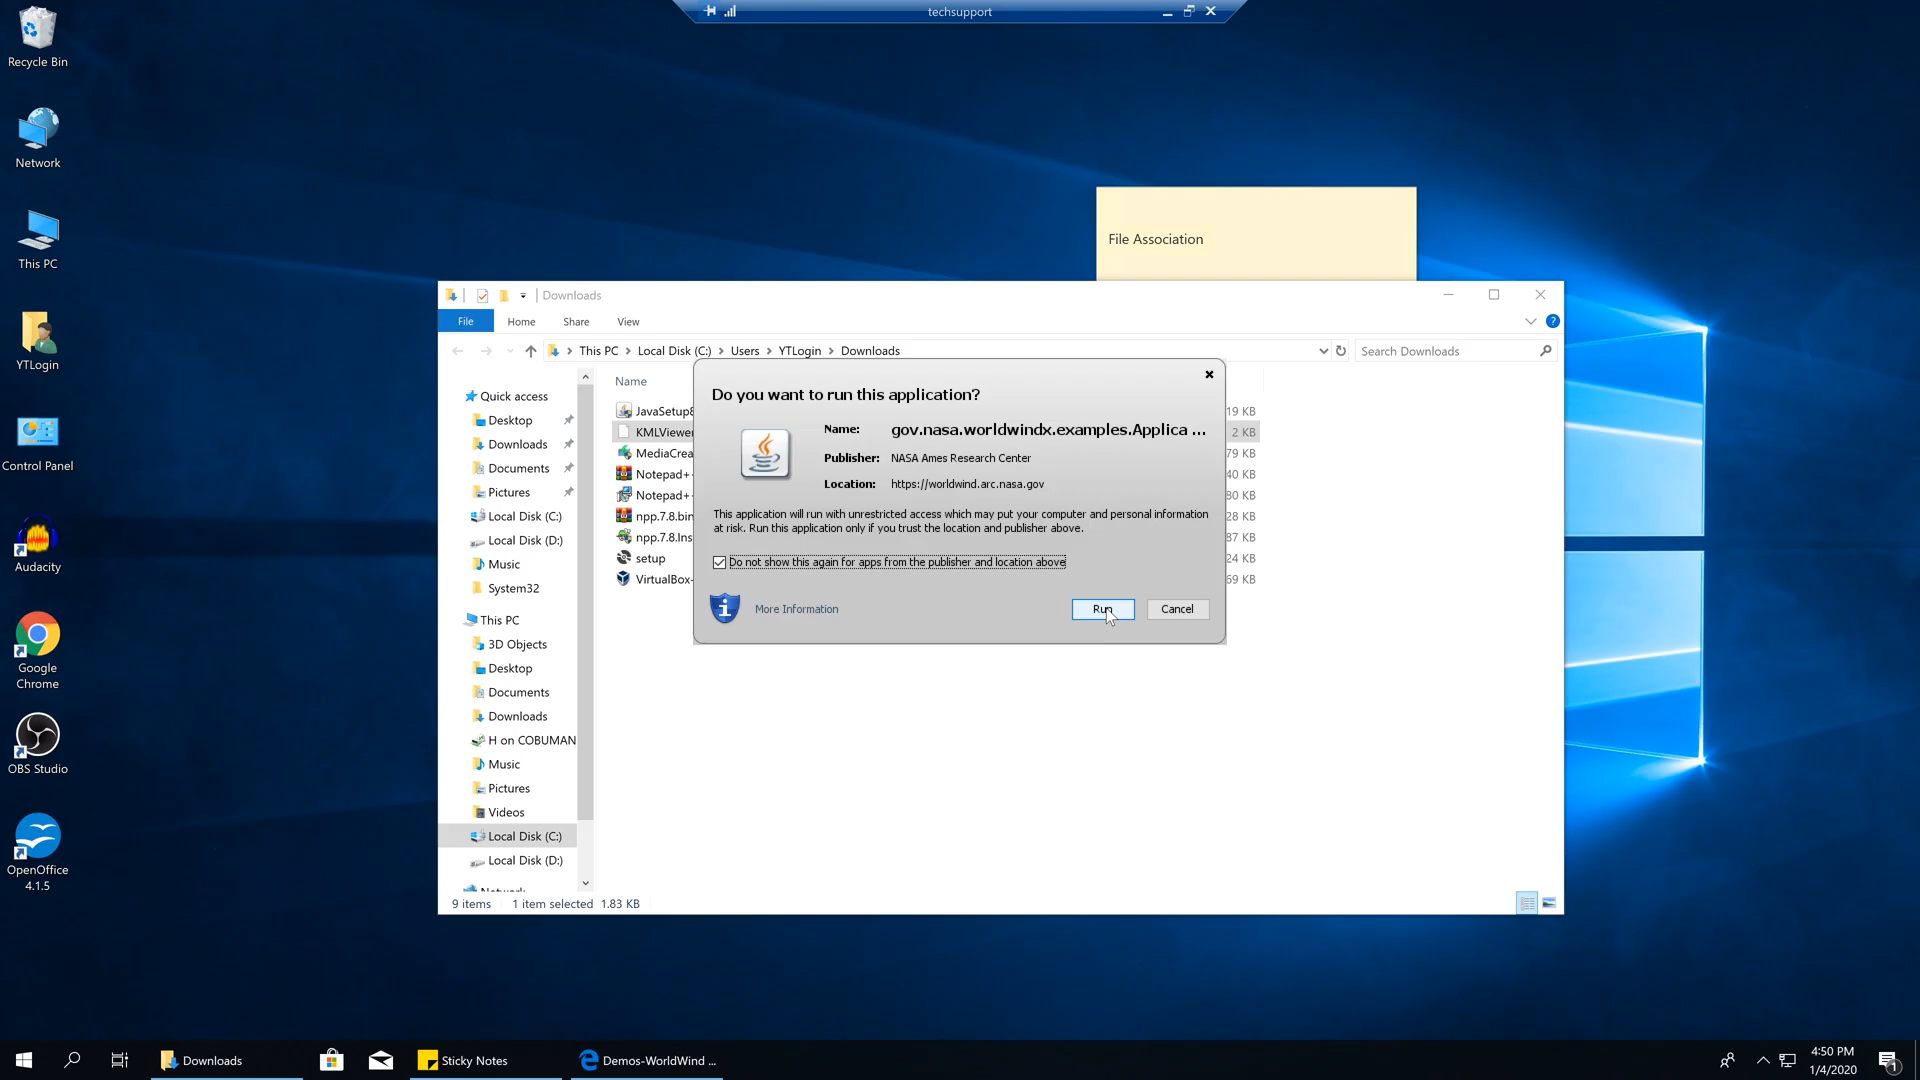 techsupport
Recycle Bin
Network
This PC
YTLogin
Control Panel
Audacity
Google
Chrome
OBS Studio
OpenOffice
4.1.5
File Association
Downloads
File Home Share View
This PC > Local Disk (C:) > Users > YTLogin > Downloads
Search Downloads
Quick access
Desktop
Downloads
Documents
Pictures
Local Disk (C:)
Local Disk (D:)
Music
System32
This PC
3D Objects
Desktop
Documents
Downloads
H on COBUMAN
Music
Pictures
Videos
Local Disk (C:)
Local Disk (D:)
Network
Name
JavaSetup8 19 KB
KMLViewer 2 KB
MediaCrea 79 KB
Notepad+ 40 KB
Notepad+ 80 KB
npp.7.8.bin 28 KB
npp.7.8.Ins 87 KB
setup 24 KB
VirtualBox- 69 KB
Do you want to run this application?
Name: gov.nasa.worldwindx.examples.Applica ...
Publisher: NASA Ames Research Center
Location: https://worldwind.arc.nasa.gov
This application will run with unrestricted access which may put your computer and personal information
at risk. Run this application only if you trust the location and publisher above.
Do not show this again for apps from the publisher and location above
More Information
Run
Cancel
9 items 1 item selected 1.83 KB
Downloads
Sticky Notes
Demos-WorldWind ...
4:50 PM
1/4/2020
1